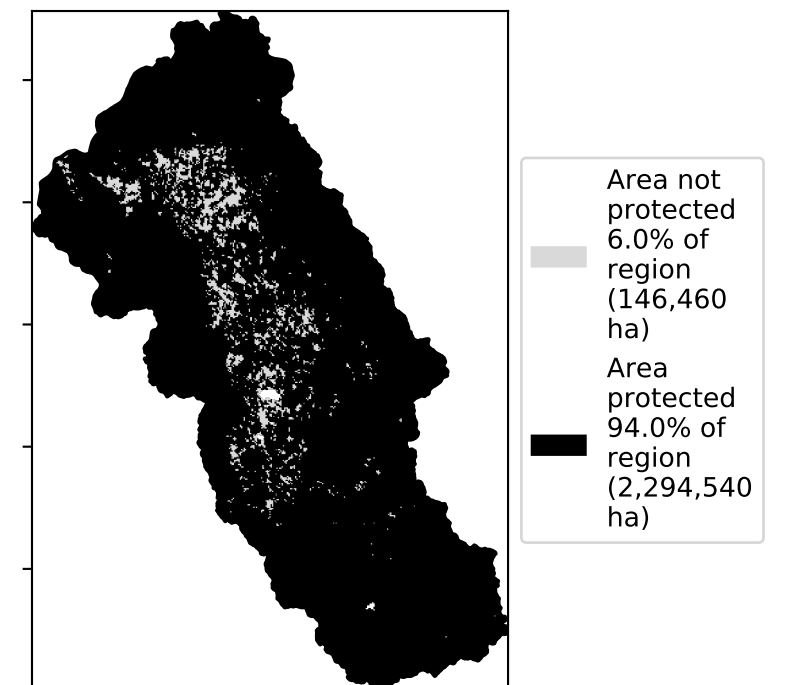 Area not
protected
6.0% of
region
(146,460
ha)
Area
protected
94.0% of
region
(2,294,540
ha)